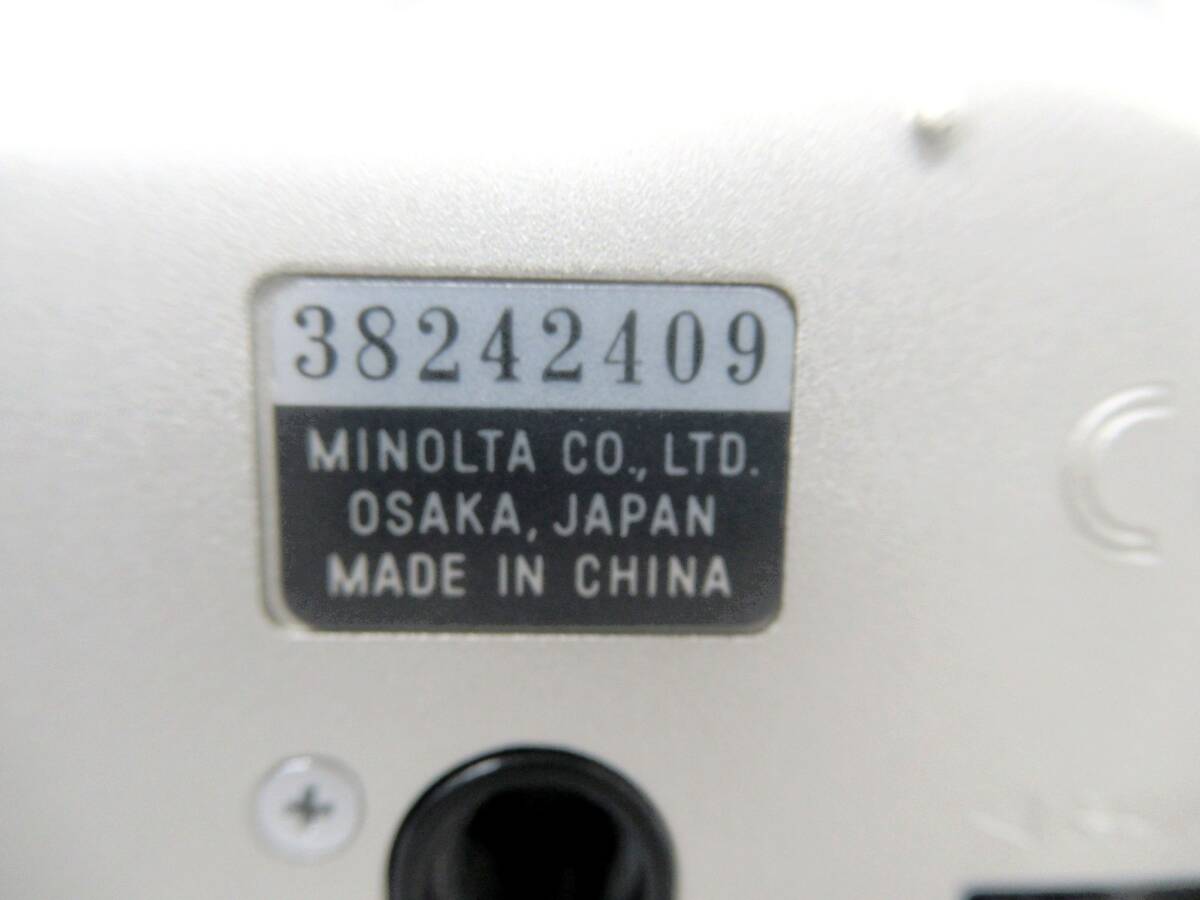 38242409
MINOLTA CO., LTD.
OSAKA, JAPAN
MADE IN CHINA